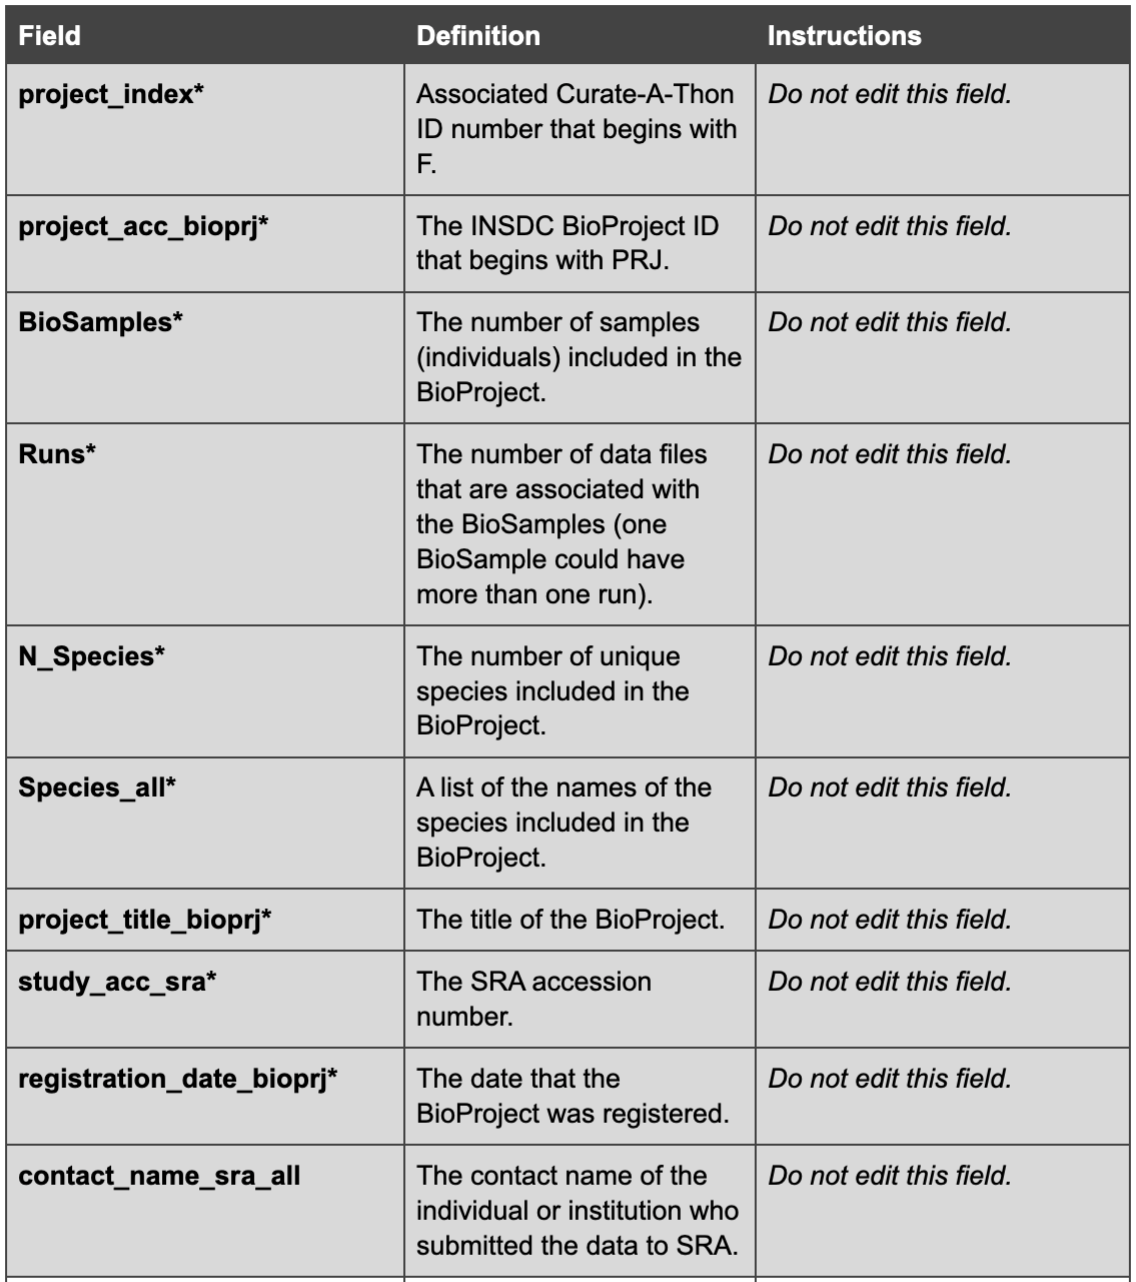 Field Definition Instructions
project_index* Associated Curate-A-Thon Do not edit this field.
ID number that begins with
F.
project_acc_bioprj* The INSDC BioProject ID Do not edit this field.
that begins with PRJ.
BioSamples* The number of samples Do not edit this field.
(individuals) included in the
BioProject.
Runs* The number of data files Do not edit this field.
that are associated with
the BioSamples (one
BioSample could have
more than one run).
N_Species* The number of unique Do not edit this field.
species included in the
BioProject.
Species_all* A list of the names of the Do not edit this field.
species included in the
BioProject.
project_title_bioprj* The title of the BioProject. Do not edit this field.
study_acc_sra* The SRA accession Do not edit this field.
number.
registration_date_bioprj* The date that the Do not edit this field.
BioProject was registered.
contact_name_sra_all The contact name of the Do not edit this field.
individual or institution who
submitted the data to SRA.